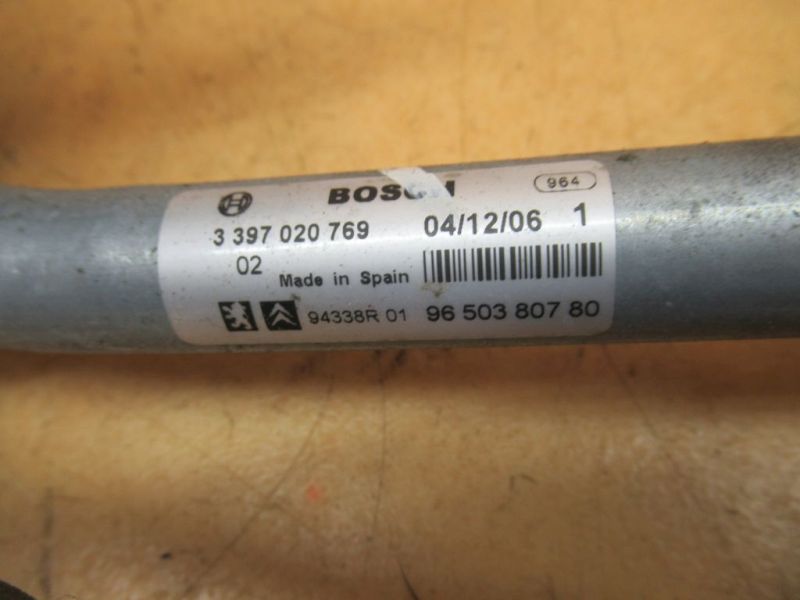 BOSCH 964
3 397 020 769 04/12/06 1
02 Made in Spain
94338R 01 96 503 807 80